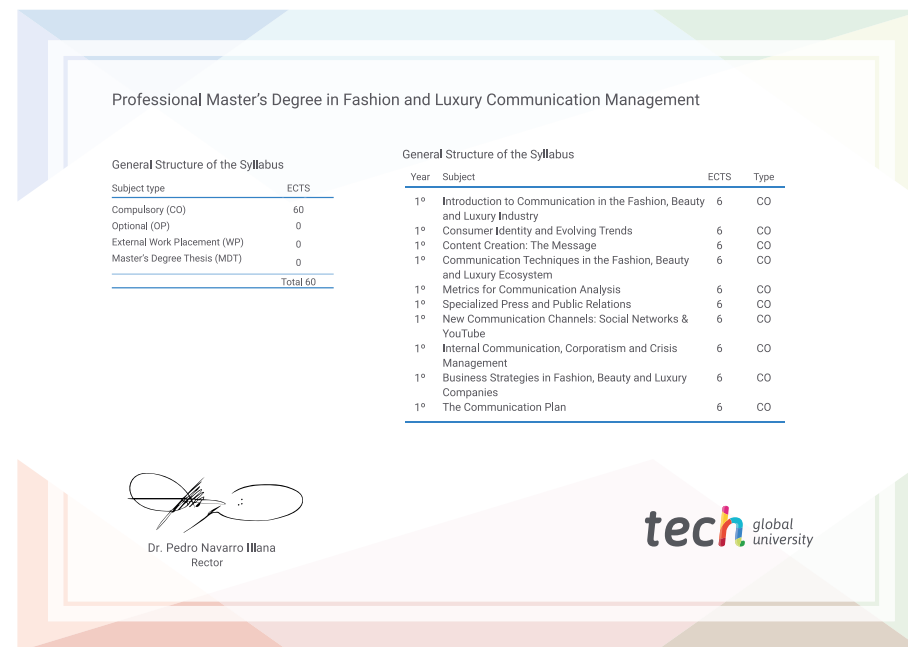 Professional Master's Degree in Fashion and Luxury Communication Management
General Structure of the Syllabus
Subject type ECTS
Compulsory (CO) 60
Optional (OP) 0
External Work Placement (WP) 0
Master's Degree Thesis (MDT) 0
Total 60
General Structure of the Syllabus
Year Subject ECTS Type
1º Introduction to Communication in the Fashion, Beauty 6 CO
and Luxury Industry
1º Consumer Identity and Evolving Trends 6 CO
1º Content Creation: The Message 6 CO
1º Communication Techniques in the Fashion, Beauty 6 CO
and Luxury Ecosystem
1º Metrics for Communication Analysis 6 CO
1º Specialized Press and Public Relations 6 CO
1º New Communication Channels: Social Networks & 6 CO
YouTube
1º Internal Communication, Corporatism and Crisis 6 CO
Management
1º Business Strategies in Fashion, Beauty and Luxury 6 CO
Companies
1º The Communication Plan 6 CO
Dr. Pedro Navarro Illana
Rector
tech global
university